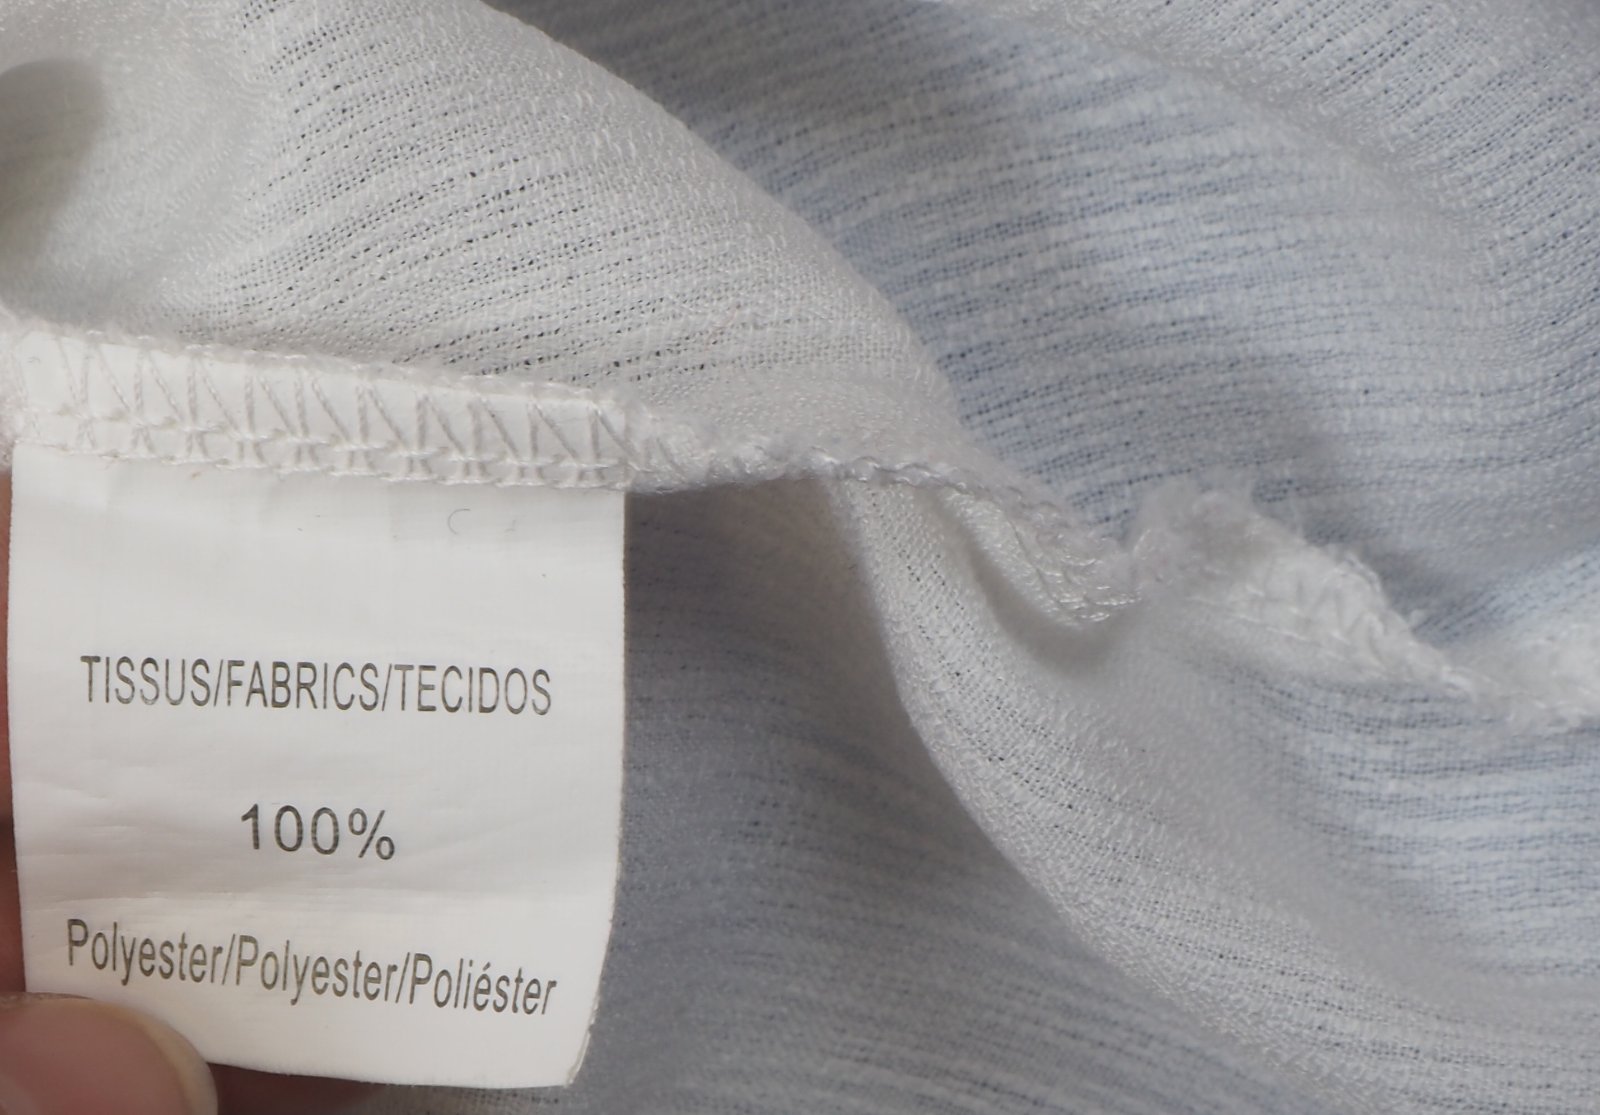 TISSUS/FABRICS/TECIDOS
100%
Polyester/Polyester/Poliéster